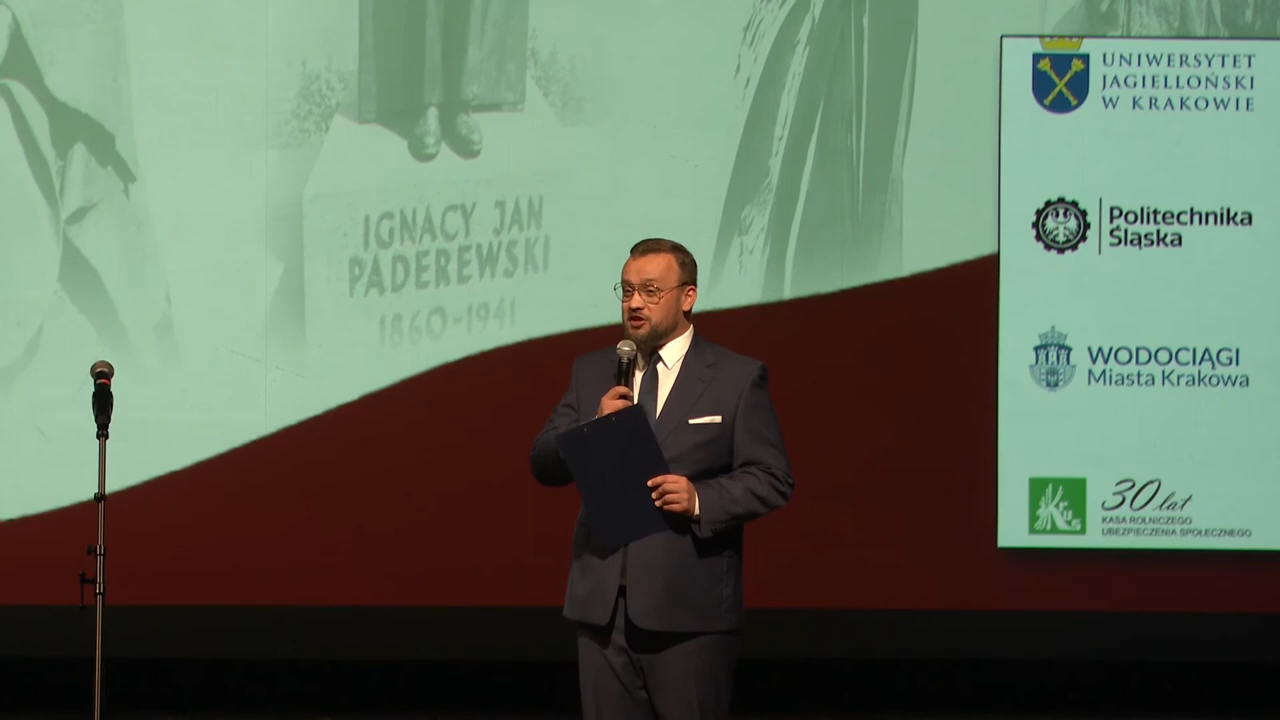 IGNACY JAN
PADEREWSKI
1860-1941
UNIWERSYTET
JAGIELLOŃSKI
W KRAKOWIE
Politechnika
Śląska
WODOCIĄGI
Miasta Krakowa
KRUS
30 lat
KASA ROLNICZEGO
UBEZPIECZENIA SPOŁECZNEGO